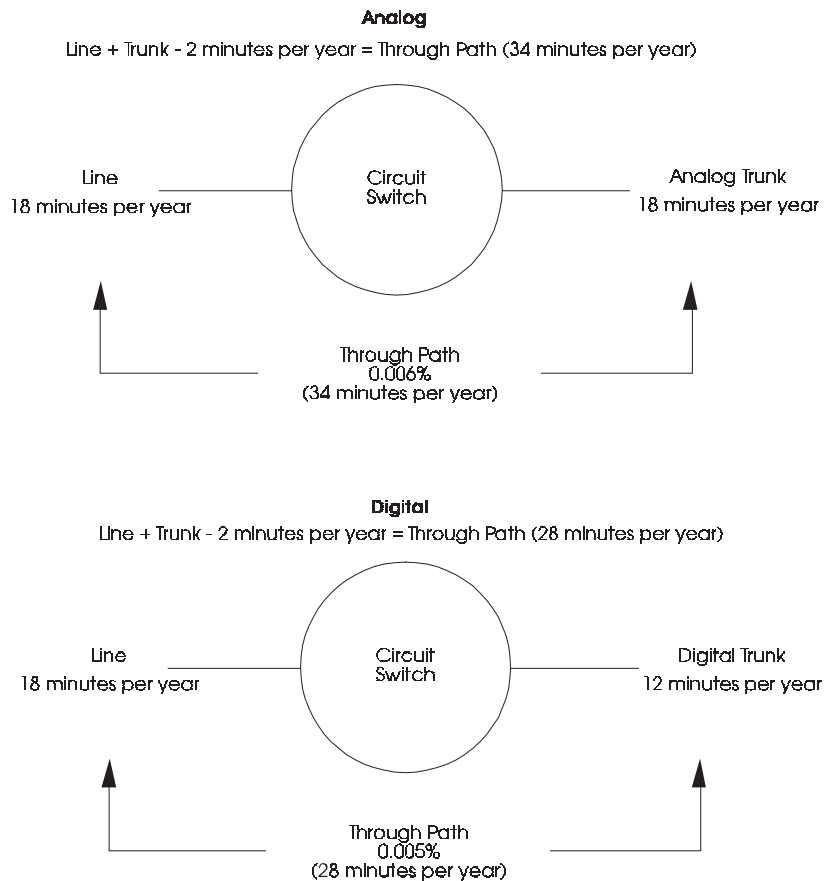 Analog
Line + Trunk - 2 minutes per year = Through Path (34 minutes per year)
Line
18 minutes per year
Circuit
Switch
Analog Trunk
18 minutes per year
Through Path
0.006%
(34 minutes per year)
Digital
Line + Trunk - 2 minutes per year = Through Path (28 minutes per year)
Line
18 minutes per year
Circuit
Switch
Digital Trunk
12 minutes per year
Through Path
0.005%
(28 minutes per year)